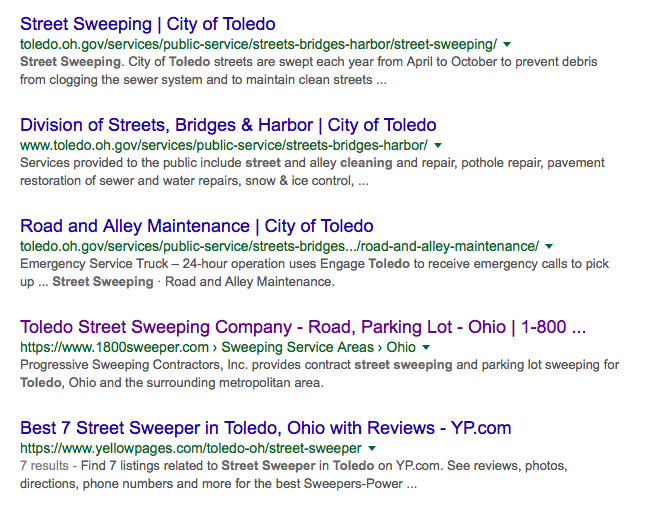 Street Sweeping | City of Toledo
toledo.oh.gov/services/public-service/streets-bridges-harbor/street-sweeping/
Street Sweeping. City of Toledo streets are swept each year from April to October to prevent debris
from clogging the sewer system and to maintain clean streets ...
Division of Streets, Bridges & Harbor | City of Toledo
www.toledo.oh.gov/services/public-service/streets-bridges-harbor/
Services provided to the public include street and alley cleaning and repair, pothole repair, pavement
restoration of sewer and water repairs, snow & ice control, ...
Road and Alley Maintenance | City of Toledo
toledo.oh.gov/services/public-service/streets-bridges.../road-and-alley-maintenance/
Emergency Service Truck – 24-hour operation uses Engage Toledo to receive emergency calls to pick
up ... Street Sweeping · Road and Alley Maintenance.
Toledo Street Sweeping Company - Road, Parking Lot - Ohio | 1-800 ...
https://www.1800sweeper.com › Sweeping Service Areas › Ohio
Progressive Sweeping Contractors, Inc. provides contract street sweeping and parking lot sweeping for
Toledo, Ohio and the surrounding metropolitan area.
Best 7 Street Sweeper in Toledo, Ohio with Reviews - YP.com
https://www.yellowpages.com/toledo-oh/street-sweeper
7 results - Find 7 listings related to Street Sweeper in Toledo on YP.com. See reviews, photos,
directions, phone numbers and more for the best Sweepers-Power ...